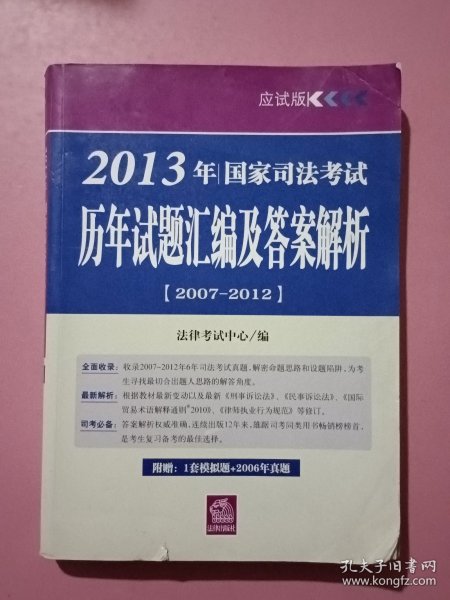 应试版
2013年 国家司法考试
历年试题汇编及答案解析
【2007-2012】
法律考试中心/编
全面收录：收录2007-2012年6年司法考试真题，解密命题思路和设题陷阱，为考
生寻找最切合出题人思路的解答角度。
最新解析：根据教材最新变动以及最新《刑事诉讼法》、《民事诉讼法》、《国际
贸易术语解释通则®2010》、《律师执业行为规范》等修订。
司考必备：答案解析权威准确，连续出版12年来，雄踞司考同类用书畅销榜榜首，
是考生复习备考的最佳选择。
附赠：1套模拟题+2006年真题
法律出版社
孔夫子旧书网
www.kongfz.com